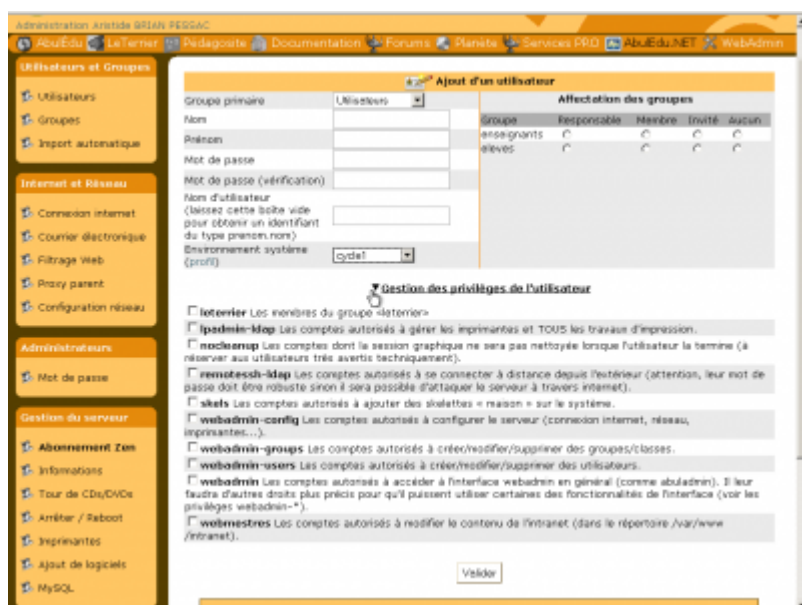 Administration Aristide BRIAN PESSAC
AbulEdu LeTerrier Pédagosite Documentation Forums Planète Services PRO AbulEdu.NET WebAdmin
Utilisateurs et Groupes
Utilisateurs
Groupes
Import automatique
Internet et Réseau
Connexion internet
Courrier électronique
Filtrage Web
Proxy parent
Configuration réseau
Administrateurs
Mot de passe
Gestion du serveur
Abonnement Zen
Informations
Tour de CDs/DVDs
Arrêter / Reboot
Imprimantes
Ajout de logiciels
MySQL
Ajout d'un utilisateur
Groupe primaire Utilisateurs
Nom
Prénom
Mot de passe
Mot de passe (vérification)
Nom d'utilisateur
(laissez cette boîte vide
pour obtenir un identifiant
du type prenom.nom)
Environnement système
(profil) cycle1
Affectation des groupes
Groupe Responsable Membre Invité Aucun
enseignants
eleves
Gestion des privilèges de l'utilisateur
leterrier Les membres du groupe «leterrier»
lpadmin-ldap Les comptes autorisés à gérer les imprimantes et TOUS les travaux d'impression.
nocleanup Les comptes dont la session graphique ne sera pas nettoyée lorsque l'utilisateur la termine (à
réserver aus utilisateurs très avertis techniquement).
remotessh-ldap Les comptes autorisés à se connecter à distance depuis l'extérieur (attention, leur mot de
passe doit être robuste sinon il sera possible d'attaquer le serveur à travers internet).
skels Les comptes autorisés à ajouter des skelettes « maison » sur le système.
webadmin-config Les comptes autorisés à configurer le serveur (connexion internet, réseau,
imprimantes...).
webadmin-groups Les comptes autorisés à créer/modifier/supprimer des groupes/classes.
webadmin-users Les comptes autorisés à créer/modifier/supprimer des utilisateurs.
webadmin Les comptes autorisés à accéder à l'interface webadmin en général (comme abuladmin). Il leur
faudra d'autres droits plus précis pour qu'il puissent utiliser certaines des fonctionnalités de l'interface (voir les
privilèges webadmin-*).
webmestres Les comptes autorisés à modifier le contenu de l'intranet (dans le répertoire /var/www
/intranet).
Valider